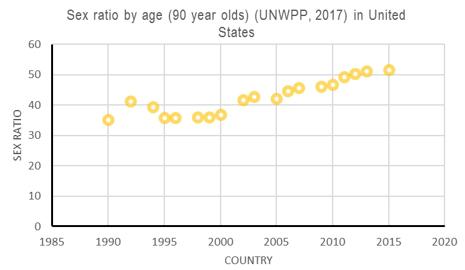 Sex ratio by age (90 year olds) (UNWPP, 2017) in United
States
60
50
40
30
20
10
0
SEX RATIO
1985 1990 1995 2000 2005 2010 2015 2020
COUNTRY